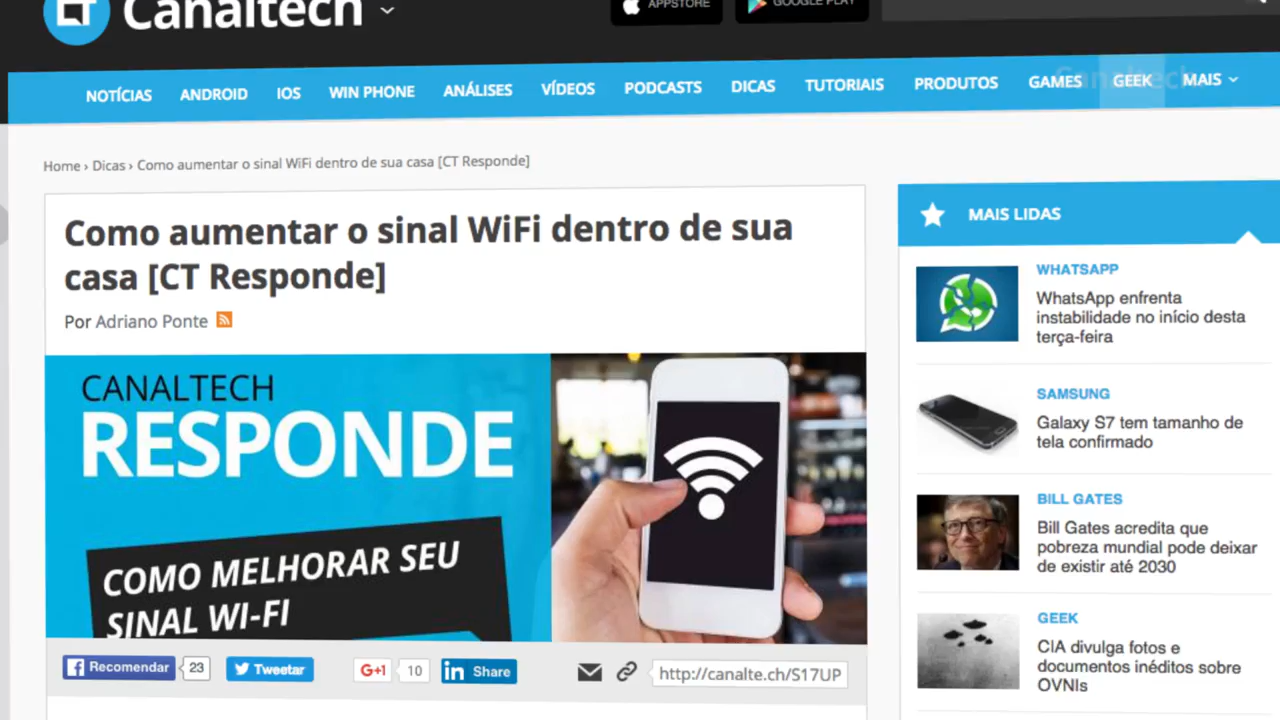 Canaltech
APPSTORE
GOOGLE PLAY
NOTÍCIAS ANDROID IOS WIN PHONE ANÁLISES VÍDEOS PODCASTS DICAS TUTORIAIS PRODUTOS GAMES GEEK MAIS
Canaltech
Home › Dicas › Como aumentar o sinal WiFi dentro de sua casa [CT Responde]
Como aumentar o sinal WiFi dentro de sua
casa [CT Responde]
Por Adriano Ponte
CANALTECH
RESPONDE
COMO MELHORAR SEU
SINAL WI-FI
Recomendar 23 Tweetar G+1 10 in Share http://canalte.ch/S17UP
MAIS LIDAS
WHATSAPP
WhatsApp enfrenta
instabilidade no início desta
terça-feira
SAMSUNG
Galaxy S7 tem tamanho de
tela confirmado
BILL GATES
Bill Gates acredita que
pobreza mundial pode deixar
de existir até 2030
GEEK
CIA divulga fotos e
documentos inéditos sobre
OVNIs